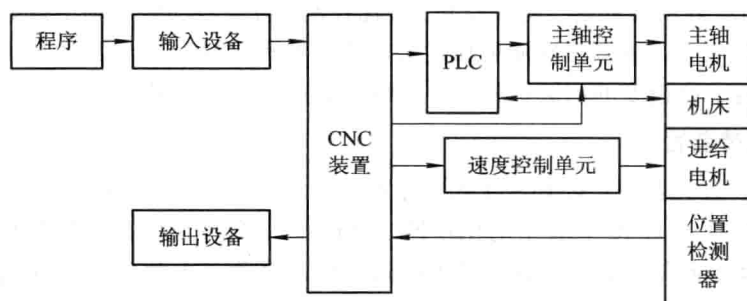 程序
输入设备
CNC
装置
PLC
主轴控
制单元
主轴
电机
机床
速度控制单元
进给
电机
输出设备
位置
检测
器